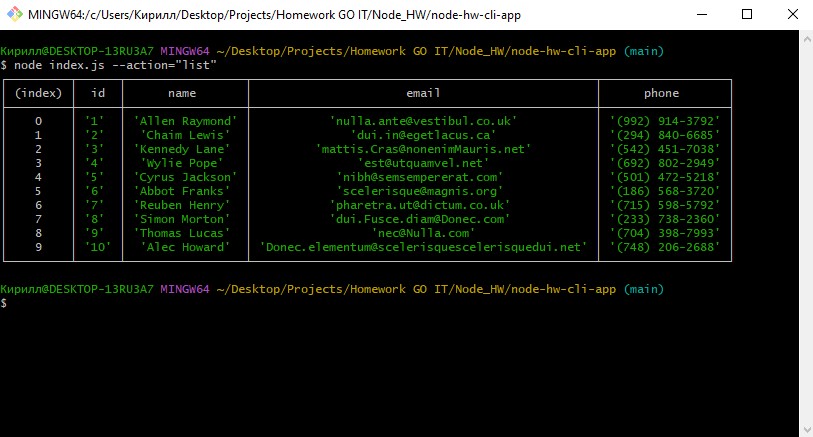 MINGW64:/c/Users/Кирилл/Desktop/Projects/Homework GO IT/Node_HW/node-hw-cli-app
Кирилл@DESKTOP-13RU3A7 MINGW64 ~/Desktop/Projects/Homework GO IT/Node_HW/node-hw-cli-app (main)
$ node index.js --action="list"
(index) id name email phone
0 '1' 'Allen Raymond' 'nulla.ante@vestibul.co.uk' '(992) 914-3792'
1 '2' 'Chaim Lewis' 'dui.in@egetlacus.ca' '(294) 840-6685'
2 '3' 'Kennedy Lane' 'mattis.Cras@nonenimMauris.net' '(542) 451-7038'
3 '4' 'Wylie Pope' 'est@utquamvel.net' '(692) 802-2949'
4 '5' 'Cyrus Jackson' 'nibh@semsempererat.com' '(501) 472-5218'
5 '6' 'Abbot Franks' 'scelerisque@magnis.org' '(186) 568-3720'
6 '7' 'Reuben Henry' 'pharetra.ut@dictum.co.uk' '(715) 598-5792'
7 '8' 'Simon Morton' 'dui.Fusce.diam@Donec.com' '(233) 738-2360'
8 '9' 'Thomas Lucas' 'nec@Nulla.com' '(704) 398-7993'
9 '10' 'Alec Howard' 'Donec.elementum@scelerisquescelerisquedui.net' '(748) 206-2688'
Кирилл@DESKTOP-13RU3A7 MINGW64 ~/Desktop/Projects/Homework GO IT/Node_HW/node-hw-cli-app (main)
$